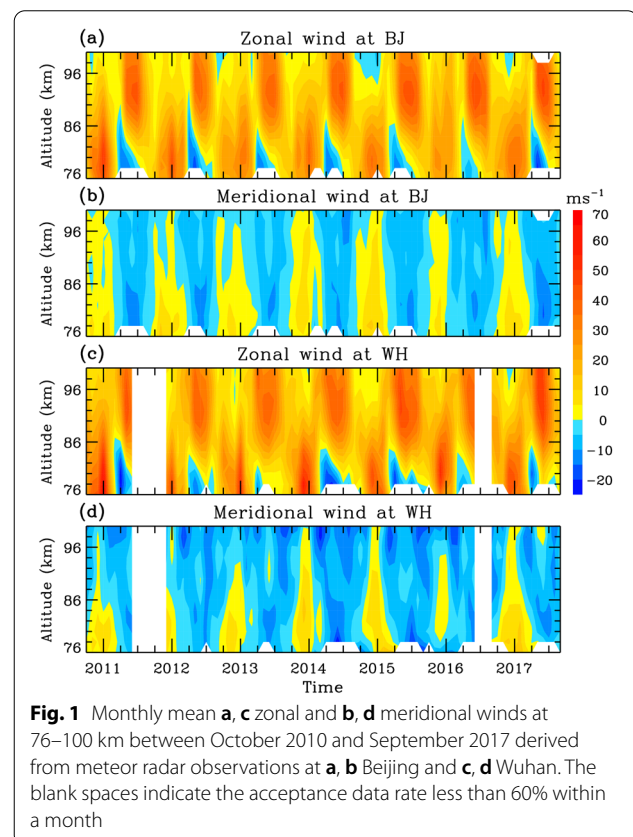 (a) Zonal wind at BJ
Altitude (km)
96
86
76
(b) Meridional wind at BJ
Altitude (km)
96
86
76
(c) Zonal wind at WH
Altitude (km)
96
86
76
(d) Meridional wind at WH
Altitude (km)
96
86
76
2011 2012 2013 2014 2015 2016 2017
Time
ms⁻¹
70
60
50
40
30
20
10
0
-10
-20
Fig. 1 Monthly mean a, c zonal and b, d meridional winds at
76–100 km between October 2010 and September 2017 derived
from meteor radar observations at a, b Beijing and c, d Wuhan. The
blank spaces indicate the acceptance data rate less than 60% within
a month